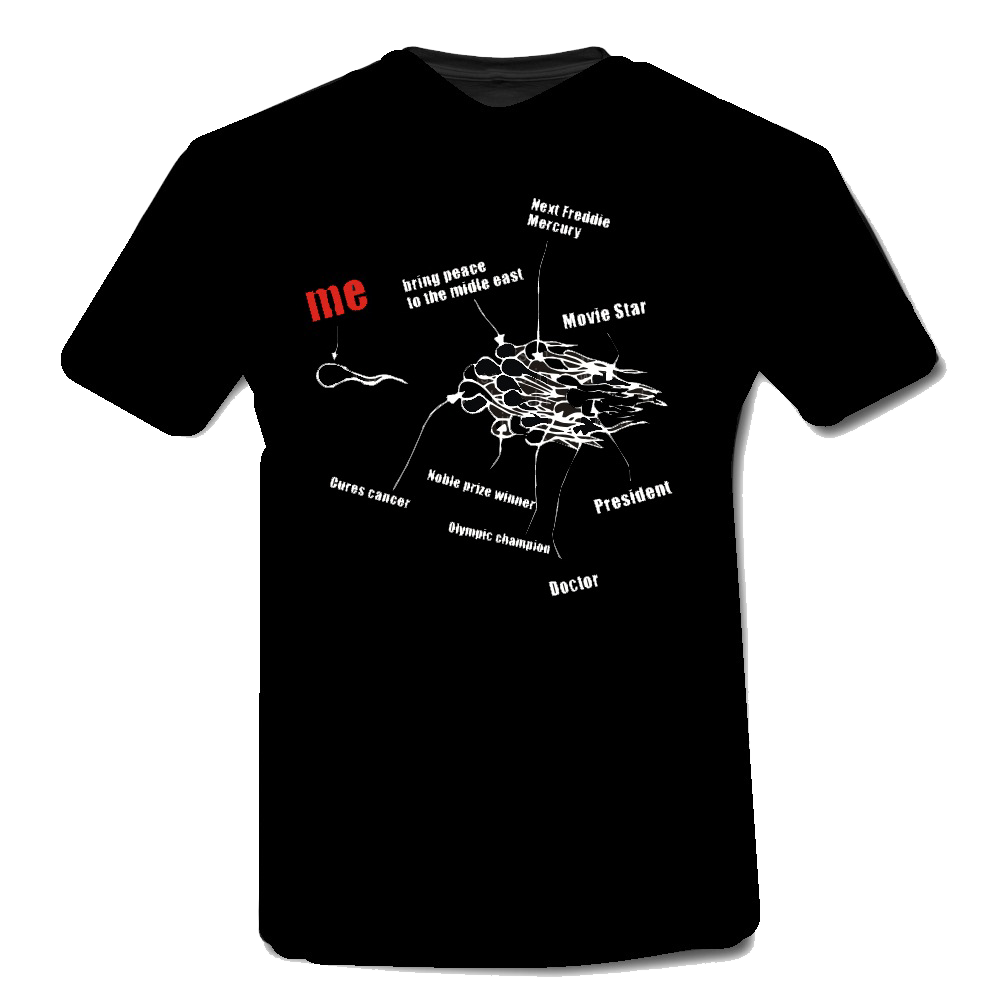 Next Freddie
Mercury
me
bring peace
to the midle east
Movie Star
Cures cancer
Noble prize winner
President
Olympic champion
Doctor